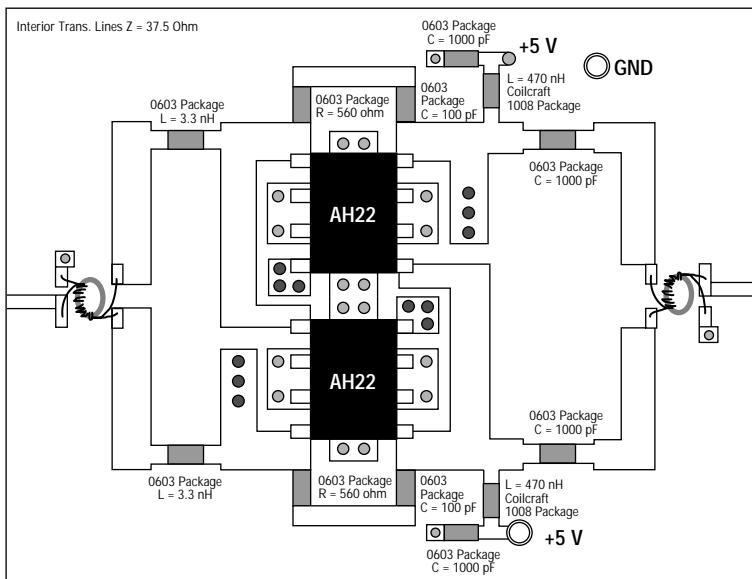 Interior Trans. Lines Z = 37.5 Ohm
0603 Package
C = 1000 pF
+5 V
GND
0603 Package
L = 3.3 nH
0603 Package
R = 560 ohm
0603
Package
C = 100 pF
L = 470 nH
Coilcraft
1008 Package
0603 Package
C = 1000 pF
AH22
AH22
0603 Package
C = 1000 pF
0603 Package
L = 3.3 nH
0603 Package
R = 560 ohm
0603
Package
C = 100 pF
L = 470 nH
Coilcraft
1008 Package
+5 V
0603 Package
C = 1000 pF